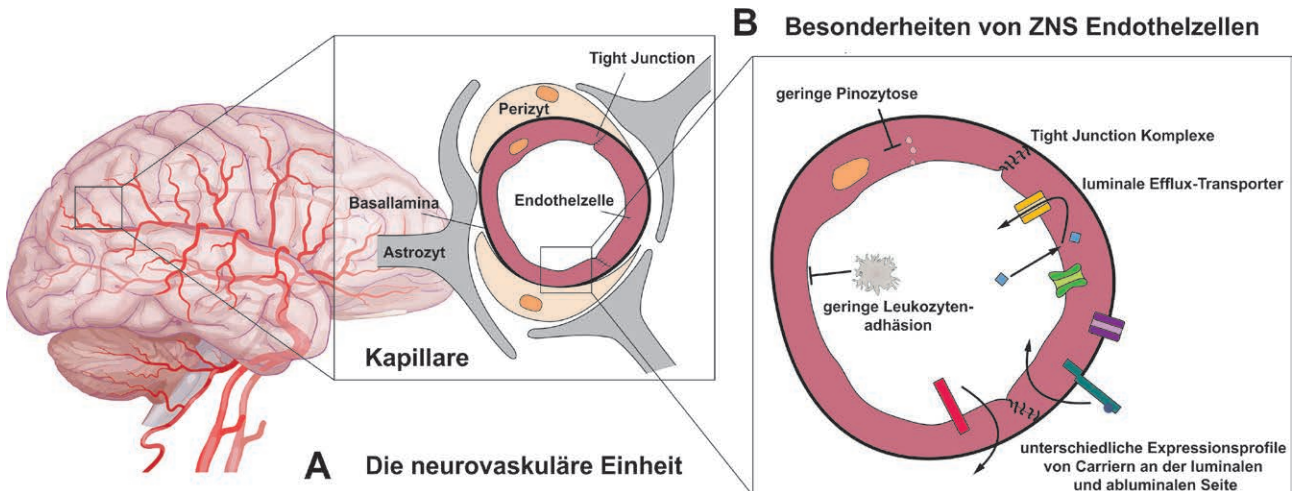 A Die neurovaskuläre Einheit
Tight Junction
Perizyt
Endothelzelle
Basallamina
Astrozyt
Kapillare
B Besonderheiten von ZNS Endothelzellen
geringe Pinozytose
Tight Junction Komplexe
luminale Efflux-Transporter
geringe Leukozyten-
adhäsion
unterschiedliche Expressionsprofile
von Carriern an der luminalen
und abluminalen Seite